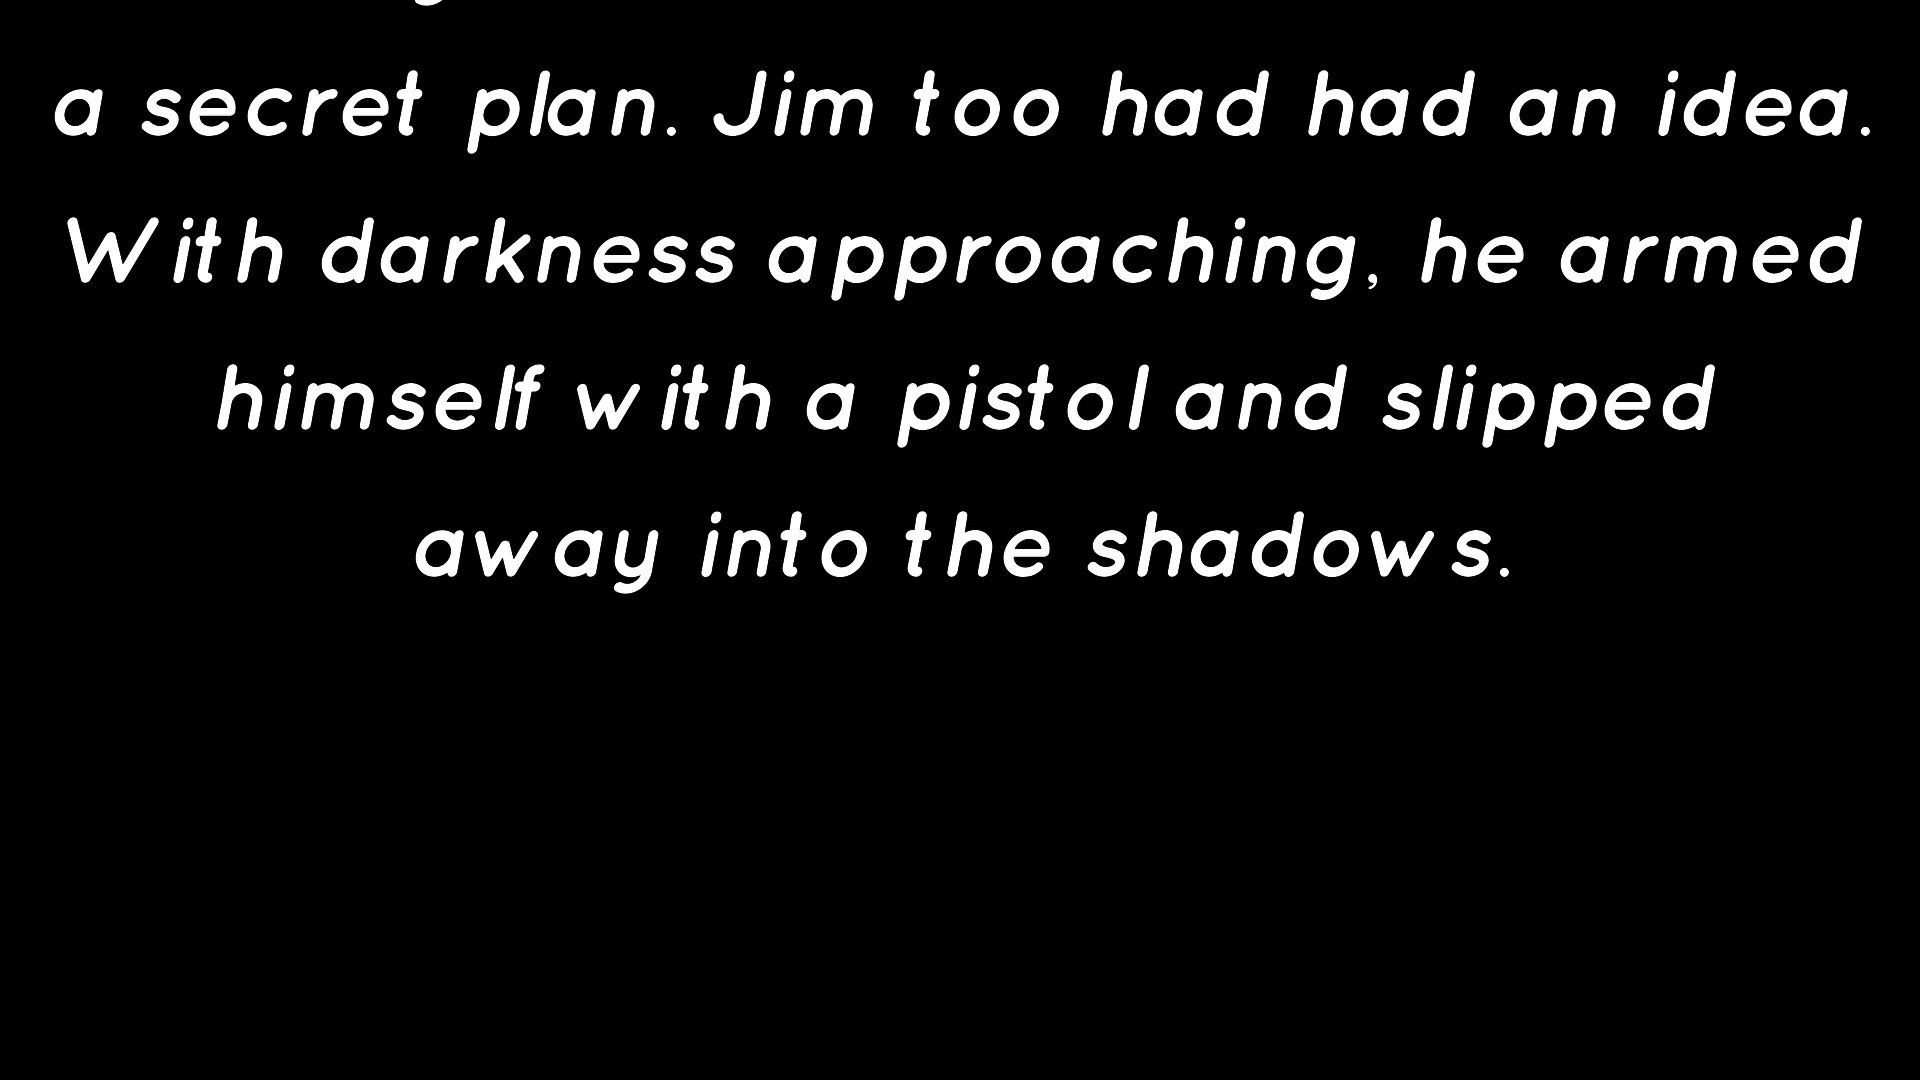 a secret plan. Jim too had had an idea.
With darkness approaching, he armed
himself with a pistol and slipped
away into the shadows.